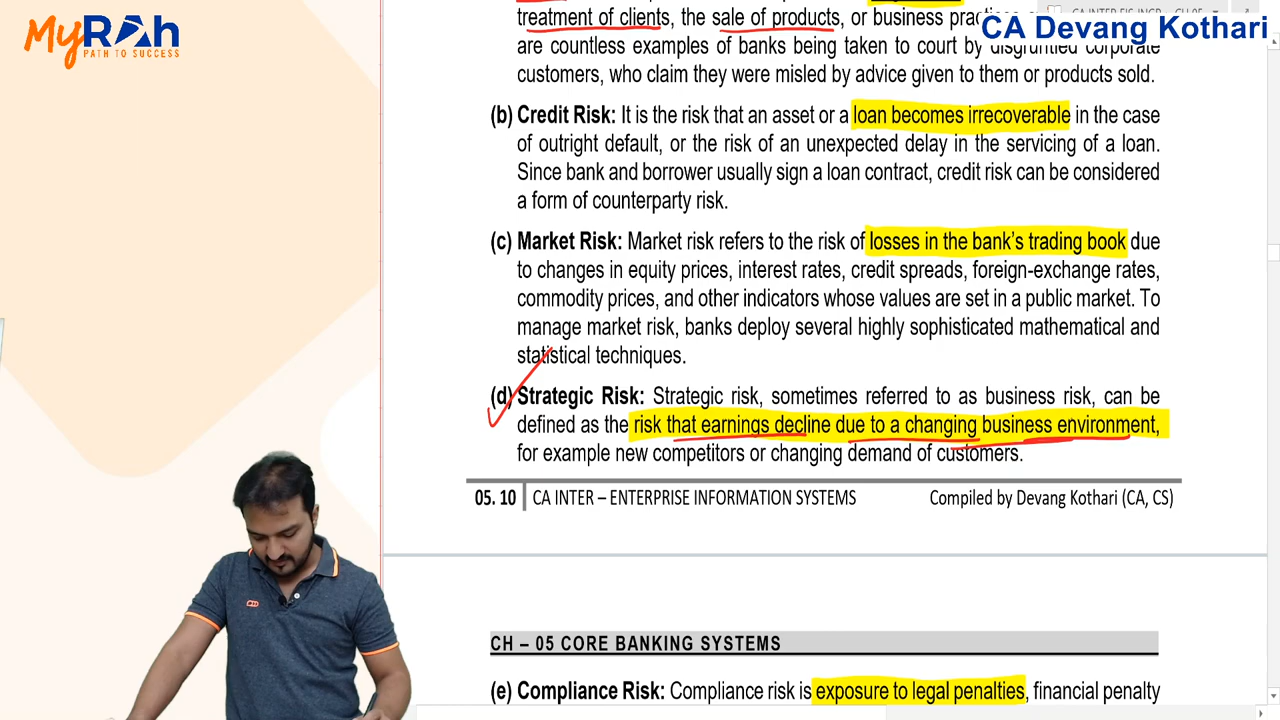 MyRAh
PATH TO SUCCESS
CA Devang Kothari
treatment of clients, the sale of products, or business
are countless examples of banks being taken to court by disgruntled corporate
customers, who claim they were misled by advice given to them or products sold.
(b) Credit Risk: It is the risk that an asset or a loan becomes irrecoverable in the case
of outright default, or the risk of an unexpected delay in the servicing of a loan.
Since bank and borrower usually sign a loan contract, credit risk can be considered
a form of counterparty risk.
(c) Market Risk: Market risk refers to the risk of losses in the bank's trading book due
to changes in equity prices, interest rates, credit spreads, foreign-exchange rates,
commodity prices, and other indicators whose values are set in a public market. To
manage market risk, banks deploy several highly sophisticated mathematical and
statistical techniques.
(d) Strategic Risk: Strategic risk, sometimes referred to as business risk, can be
defined as the risk that earnings decline due to a changing business environment,
for example new competitors or changing demand of customers.
05. 10 CA INTER – ENTERPRISE INFORMATION SYSTEMS Compiled by Devang Kothari (CA, CS)
CH – 05 CORE BANKING SYSTEMS
(e) Compliance Risk: Compliance risk is exposure to legal penalties, financial penalty